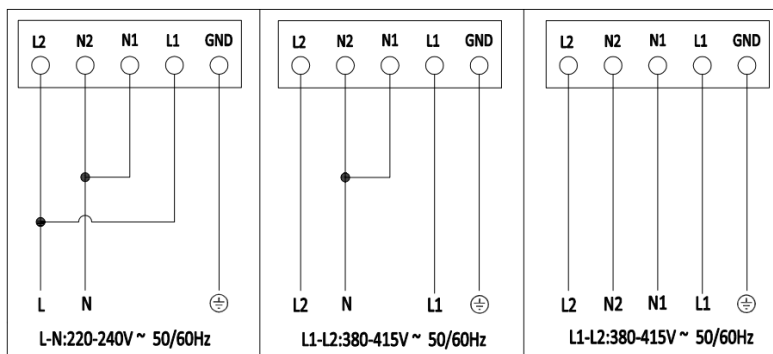 L2 N2 N1 L1 GND
L N
L-N:220-240V ~ 50/60Hz
L2 N2 N1 L1 GND
L2 N L1
L1-L2:380-415V ~ 50/60Hz
L2 N2 N1 L1 GND
L2 N2 N1 L1
L1-L2:380-415V ~ 50/60Hz